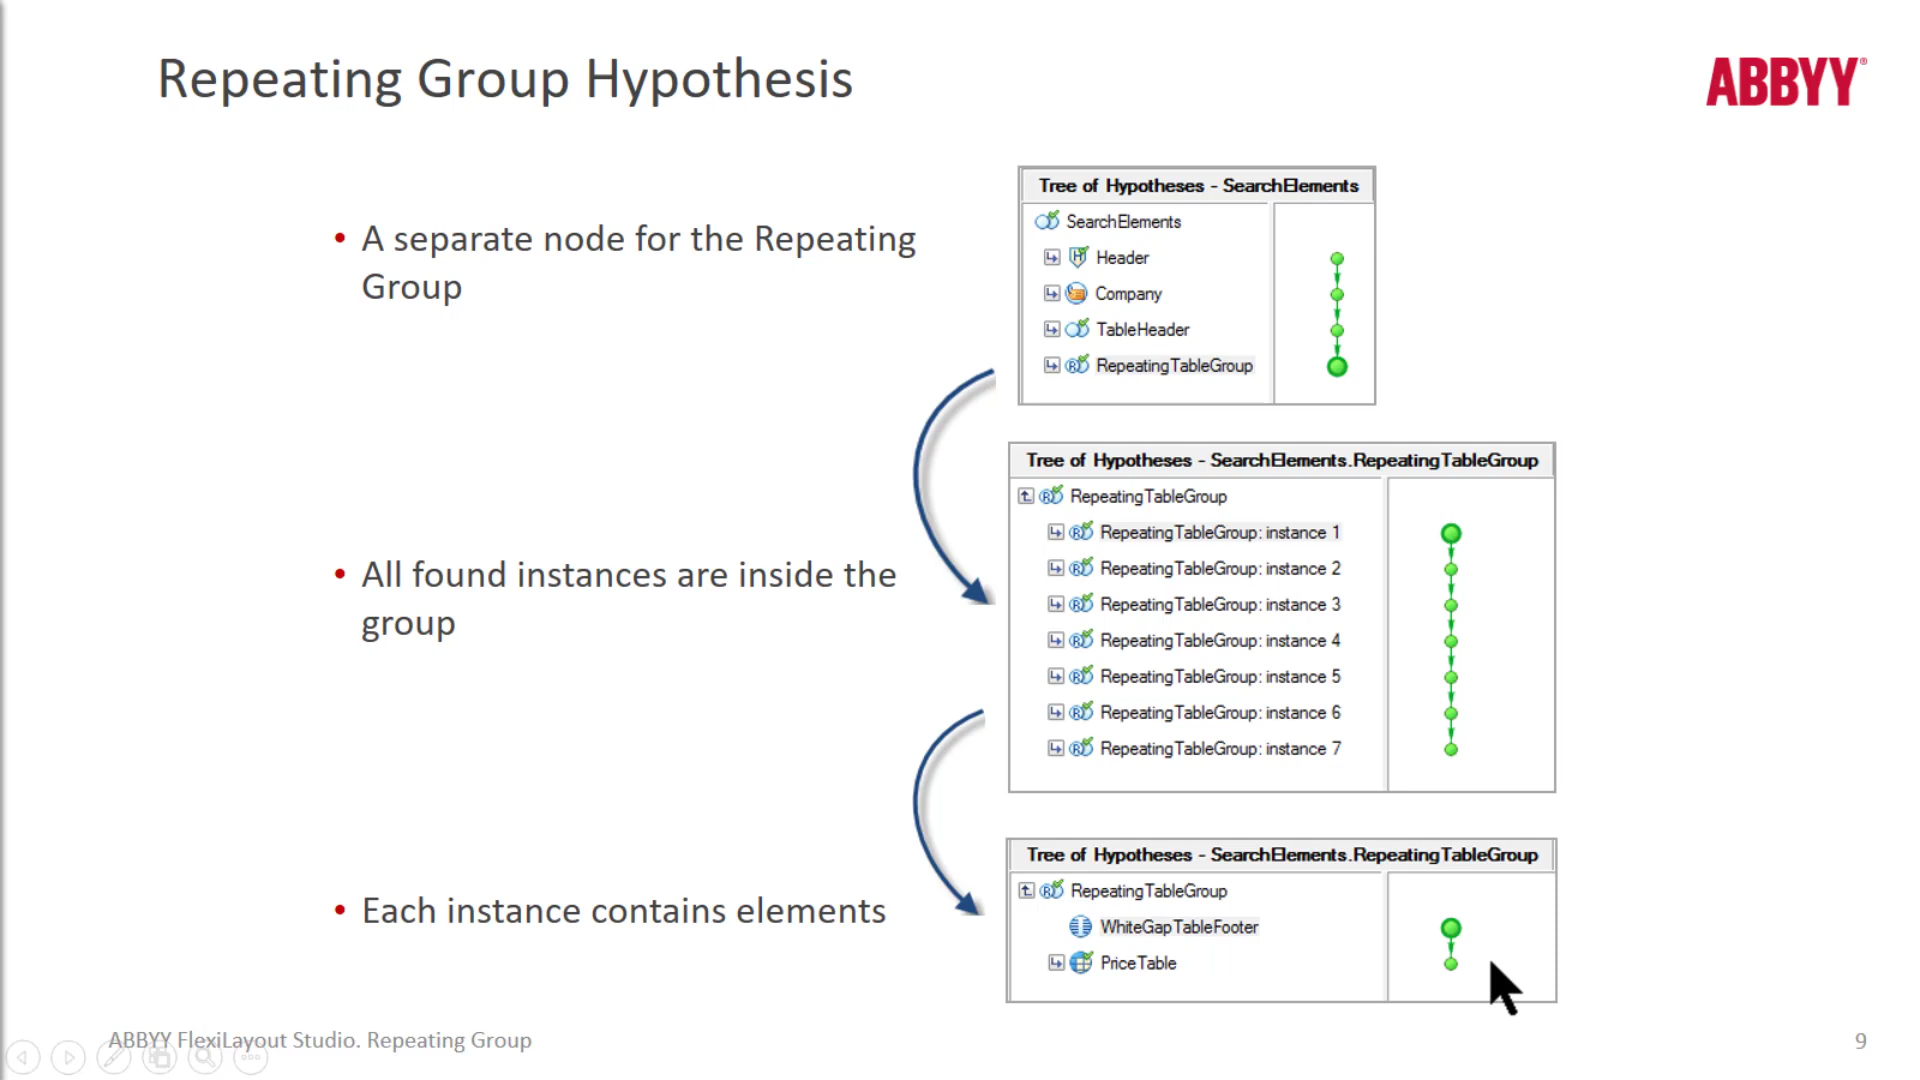 Repeating Group Hypothesis
ABBYY®
• A separate node for the Repeating
Group
Tree of Hypotheses - SearchElements
SearchElements
Header
Company
TableHeader
RepeatingTableGroup
• All found instances are inside the
group
Tree of Hypotheses - SearchElements.RepeatingTableGroup
RepeatingTableGroup
RepeatingTableGroup: instance 1
RepeatingTableGroup: instance 2
RepeatingTableGroup: instance 3
RepeatingTableGroup: instance 4
RepeatingTableGroup: instance 5
RepeatingTableGroup: instance 6
RepeatingTableGroup: instance 7
• Each instance contains elements
Tree of Hypotheses - SearchElements.RepeatingTableGroup
RepeatingTableGroup
WhiteGapTableFooter
PriceTable
ABBYY FlexiLayout Studio. Repeating Group
9